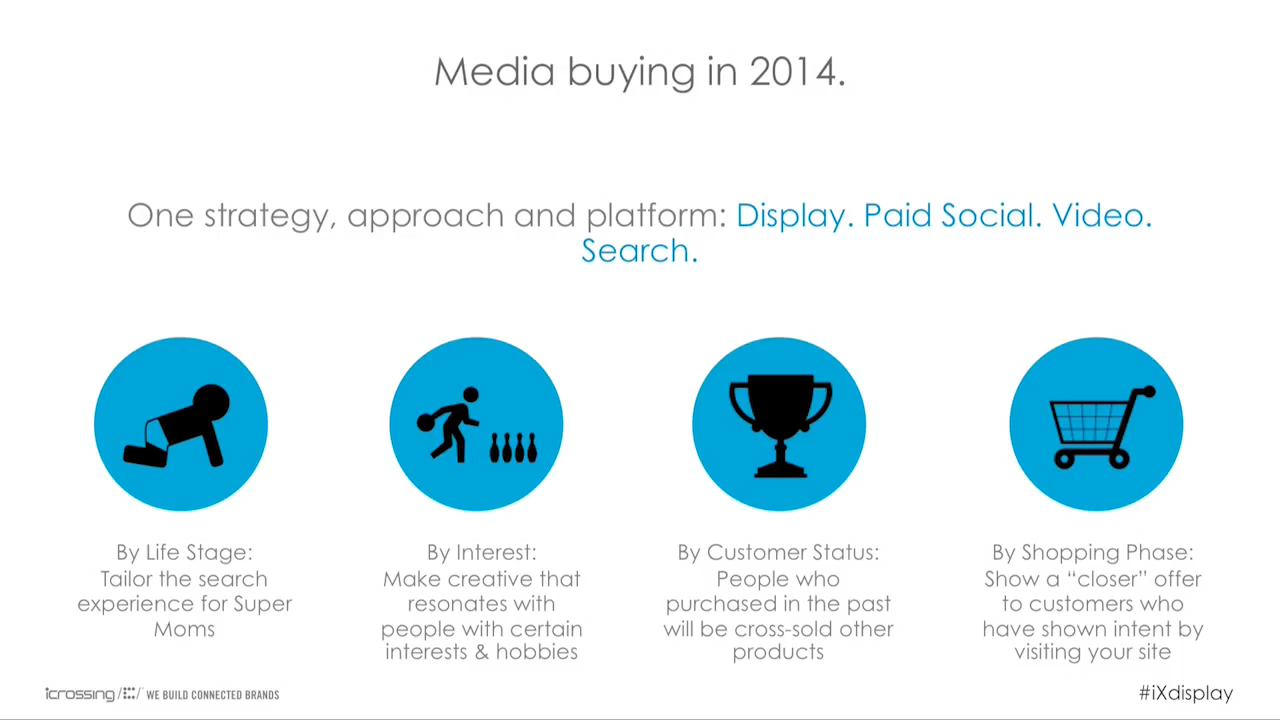 Media buying in 2014.
One strategy, approach and platform: Display. Paid Social. Video.
Search.
By Life Stage:
Tailor the search
experience for Super
Moms
By Interest:
Make creative that
resonates with
people with certain
interests & hobbies
By Customer Status:
People who
purchased in the past
will be cross-sold other
products
By Shopping Phase:
Show a “closer” offer
to customers who
have shown intent by
visiting your site
icrossing WE BUILD CONNECTED BRANDS
#iXdisplay